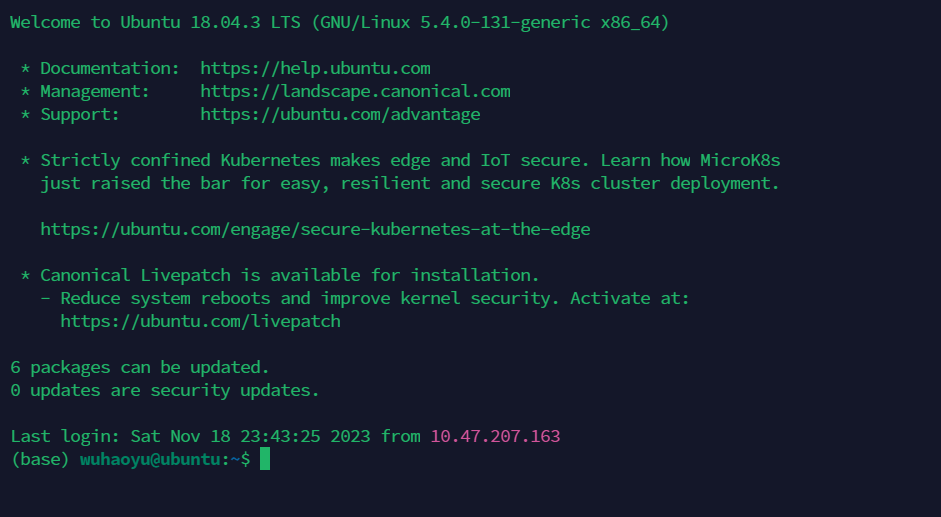 Welcome to Ubuntu 18.04.3 LTS (GNU/Linux 5.4.0-131-generic x86_64)

 * Documentation:  https://help.ubuntu.com
 * Management:     https://landscape.canonical.com
 * Support:        https://ubuntu.com/advantage

 * Strictly confined Kubernetes makes edge and IoT secure. Learn how MicroK8s
   just raised the bar for easy, resilient and secure K8s cluster deployment.

   https://ubuntu.com/engage/secure-kubernetes-at-the-edge

 * Canonical Livepatch is available for installation.
   - Reduce system reboots and improve kernel security. Activate at:
     https://ubuntu.com/livepatch

6 packages can be updated.
0 updates are security updates.

Last login: Sat Nov 18 23:43:25 2023 from 10.47.207.163
(base) wuhaoyu@ubuntu:~$